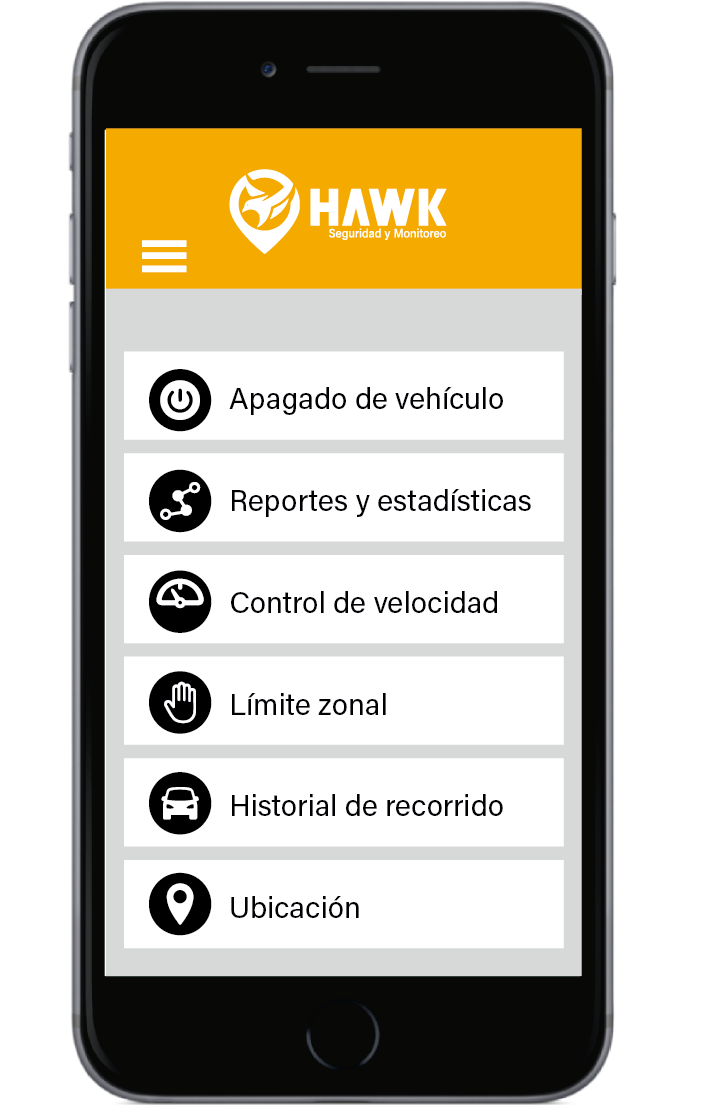 HAWK
Seguridad y Monitoreo
Apagado de vehículo
Reportes y estadísticas
Control de velocidad
Límite zonal
Historial de recorrido
Ubicación